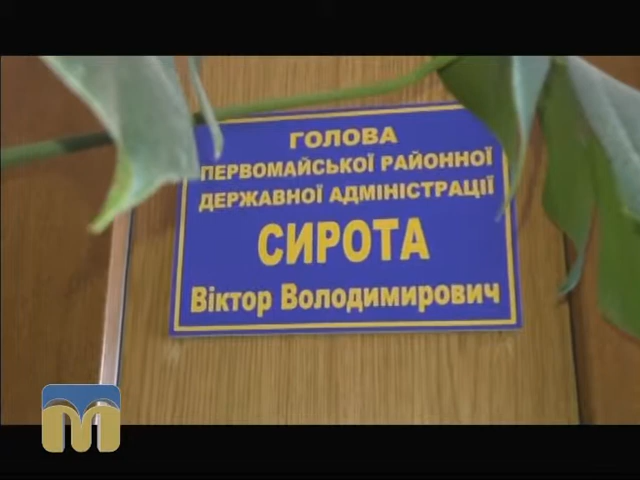 ГОЛОВА
ПЕРВОМАЙСЬКОЇ РАЙОННОЇ
ДЕРЖАВНОЇ АДМІНІСТРАЦІЇ
СИРОТА
Віктор Володимирович